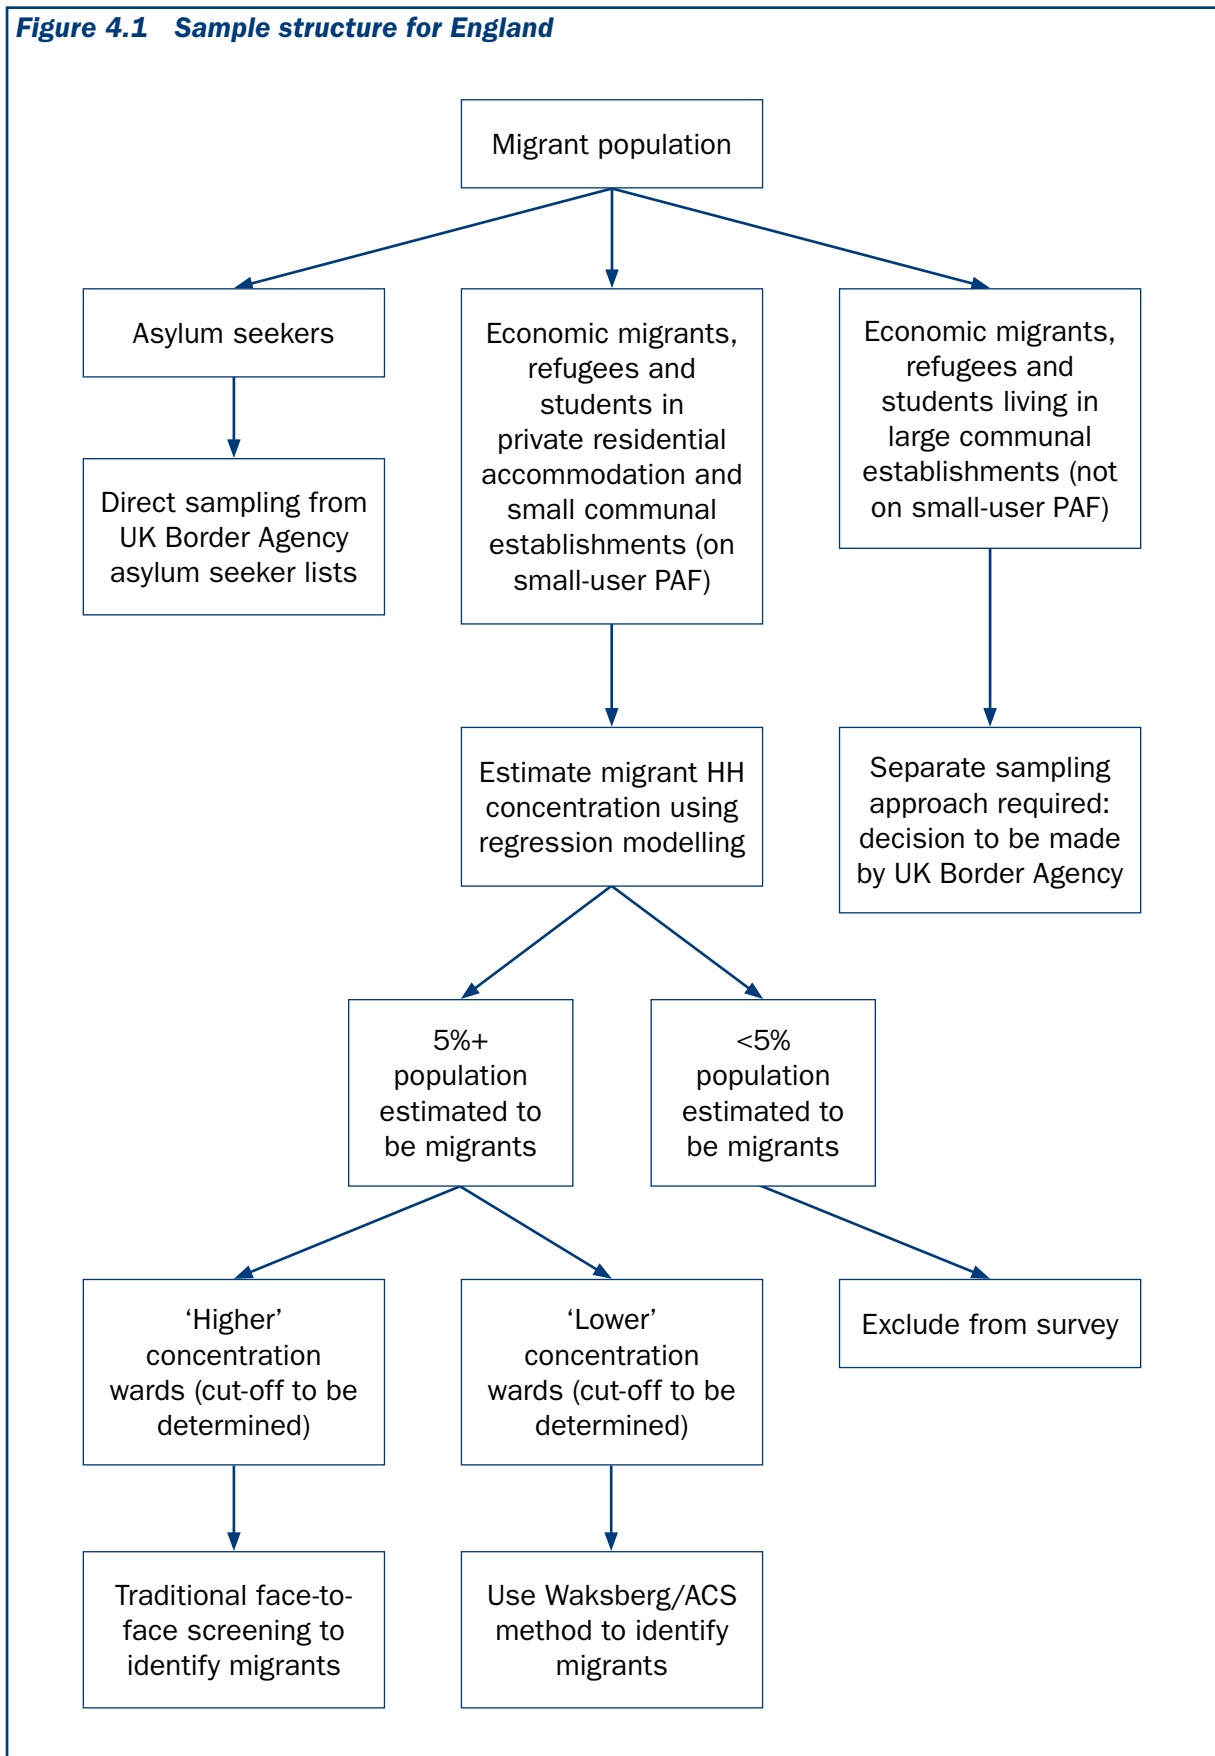 Figure 4.1 Sample structure for England
Migrant population
Asylum seekers
Economic migrants,
refugees and
students in
private residential
accommodation and
small communal
establishments (on
small-user PAF)
Economic migrants,
refugees and
students living in
large communal
establishments (not
on small-user PAF)
Direct sampling from
UK Border Agency
asylum seeker lists
Estimate migrant HH
concentration using
regression modelling
Separate sampling
approach required:
decision to be made
by UK Border Agency
5%+
population
estimated to
be migrants
<5%
population
estimated to
be migrants
‘Higher’
concentration
wards (cut-off to be
determined)
‘Lower’
concentration
wards (cut-off to be
determined)
Exclude from survey
Traditional face-to-
face screening to
identify migrants
Use Waksberg/ACS
method to identify
migrants